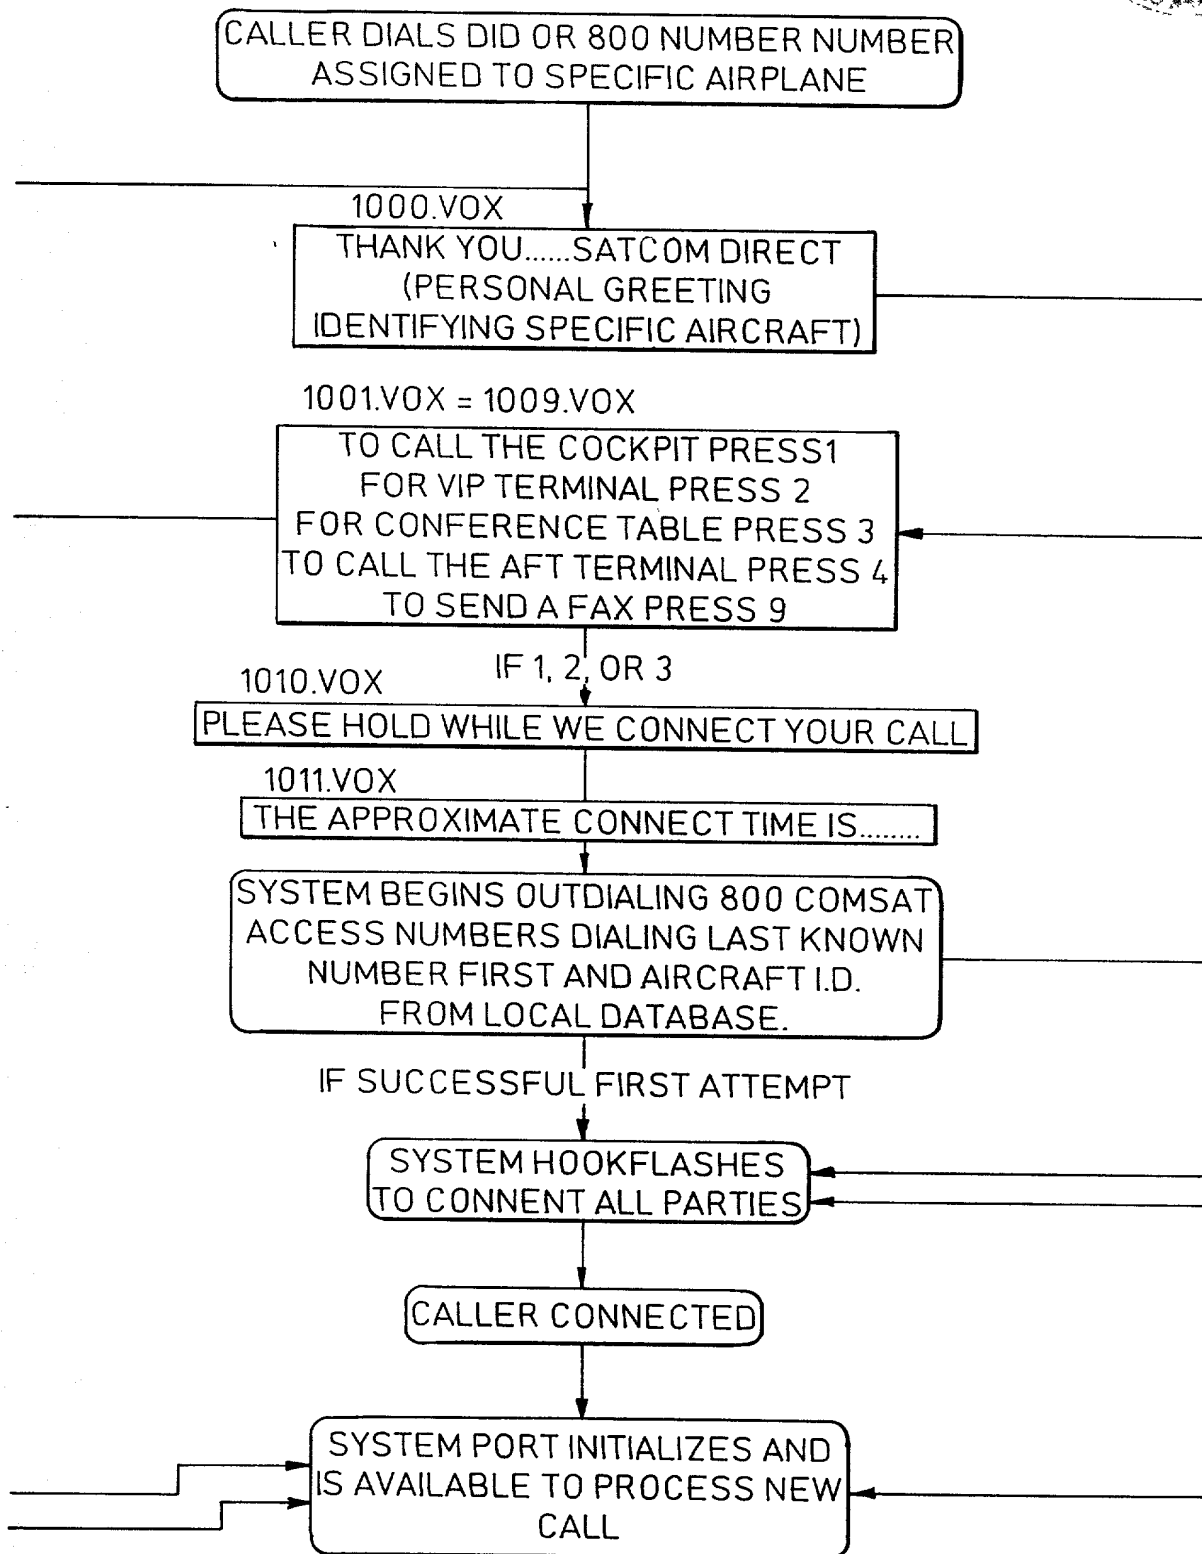 CALLER DIALS DID OR 800 NUMBER NUMBER
ASSIGNED TO SPECIFIC AIRPLANE
1000.VOX
THANK YOU......SATCOM DIRECT
(PERSONAL GREETING
IDENTIFYING SPECIFIC AIRCRAFT)
1001.VOX = 1009.VOX
TO CALL THE COCKPIT PRESS1
FOR VIP TERMINAL PRESS 2
FOR CONFERENCE TABLE PRESS 3
TO CALL THE AFT TERMINAL PRESS 4
TO SEND A FAX PRESS 9
IF 1, 2, OR 3
1010.VOX
PLEASE HOLD WHILE WE CONNECT YOUR CALL
1011.VOX
THE APPROXIMATE CONNECT TIME IS........
SYSTEM BEGINS OUTDIALING 800 COMSAT
ACCESS NUMBERS DIALING LAST KNOWN
NUMBER FIRST AND AIRCRAFT I.D.
FROM LOCAL DATABASE.
IF SUCCESSFUL FIRST ATTEMPT
SYSTEM HOOKFLASHES
TO CONNENT ALL PARTIES
CALLER CONNECTED
SYSTEM PORT INITIALIZES AND
IS AVAILABLE TO PROCESS NEW
CALL